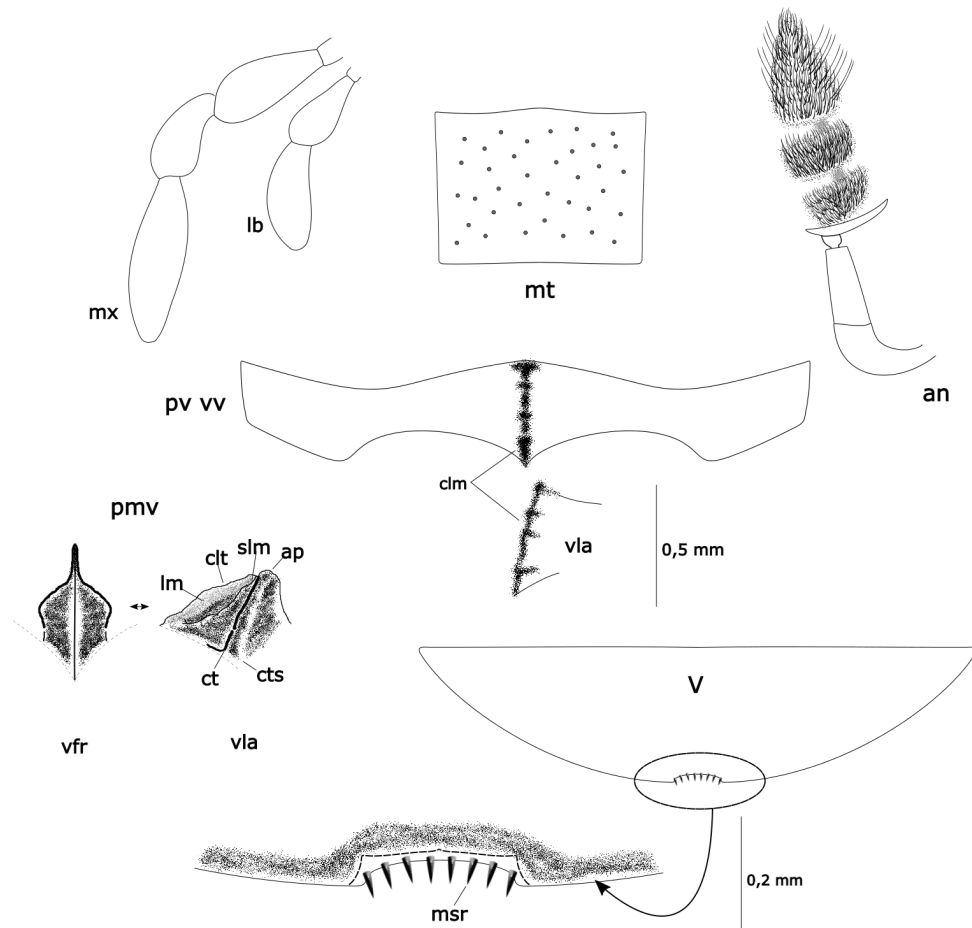 lb
mx
mt
an
pv vv
clm
vla
0,5 mm
pmv
clt
slm
ap
lm
ct
cts
vfr
vla
V
0,2 mm
msr